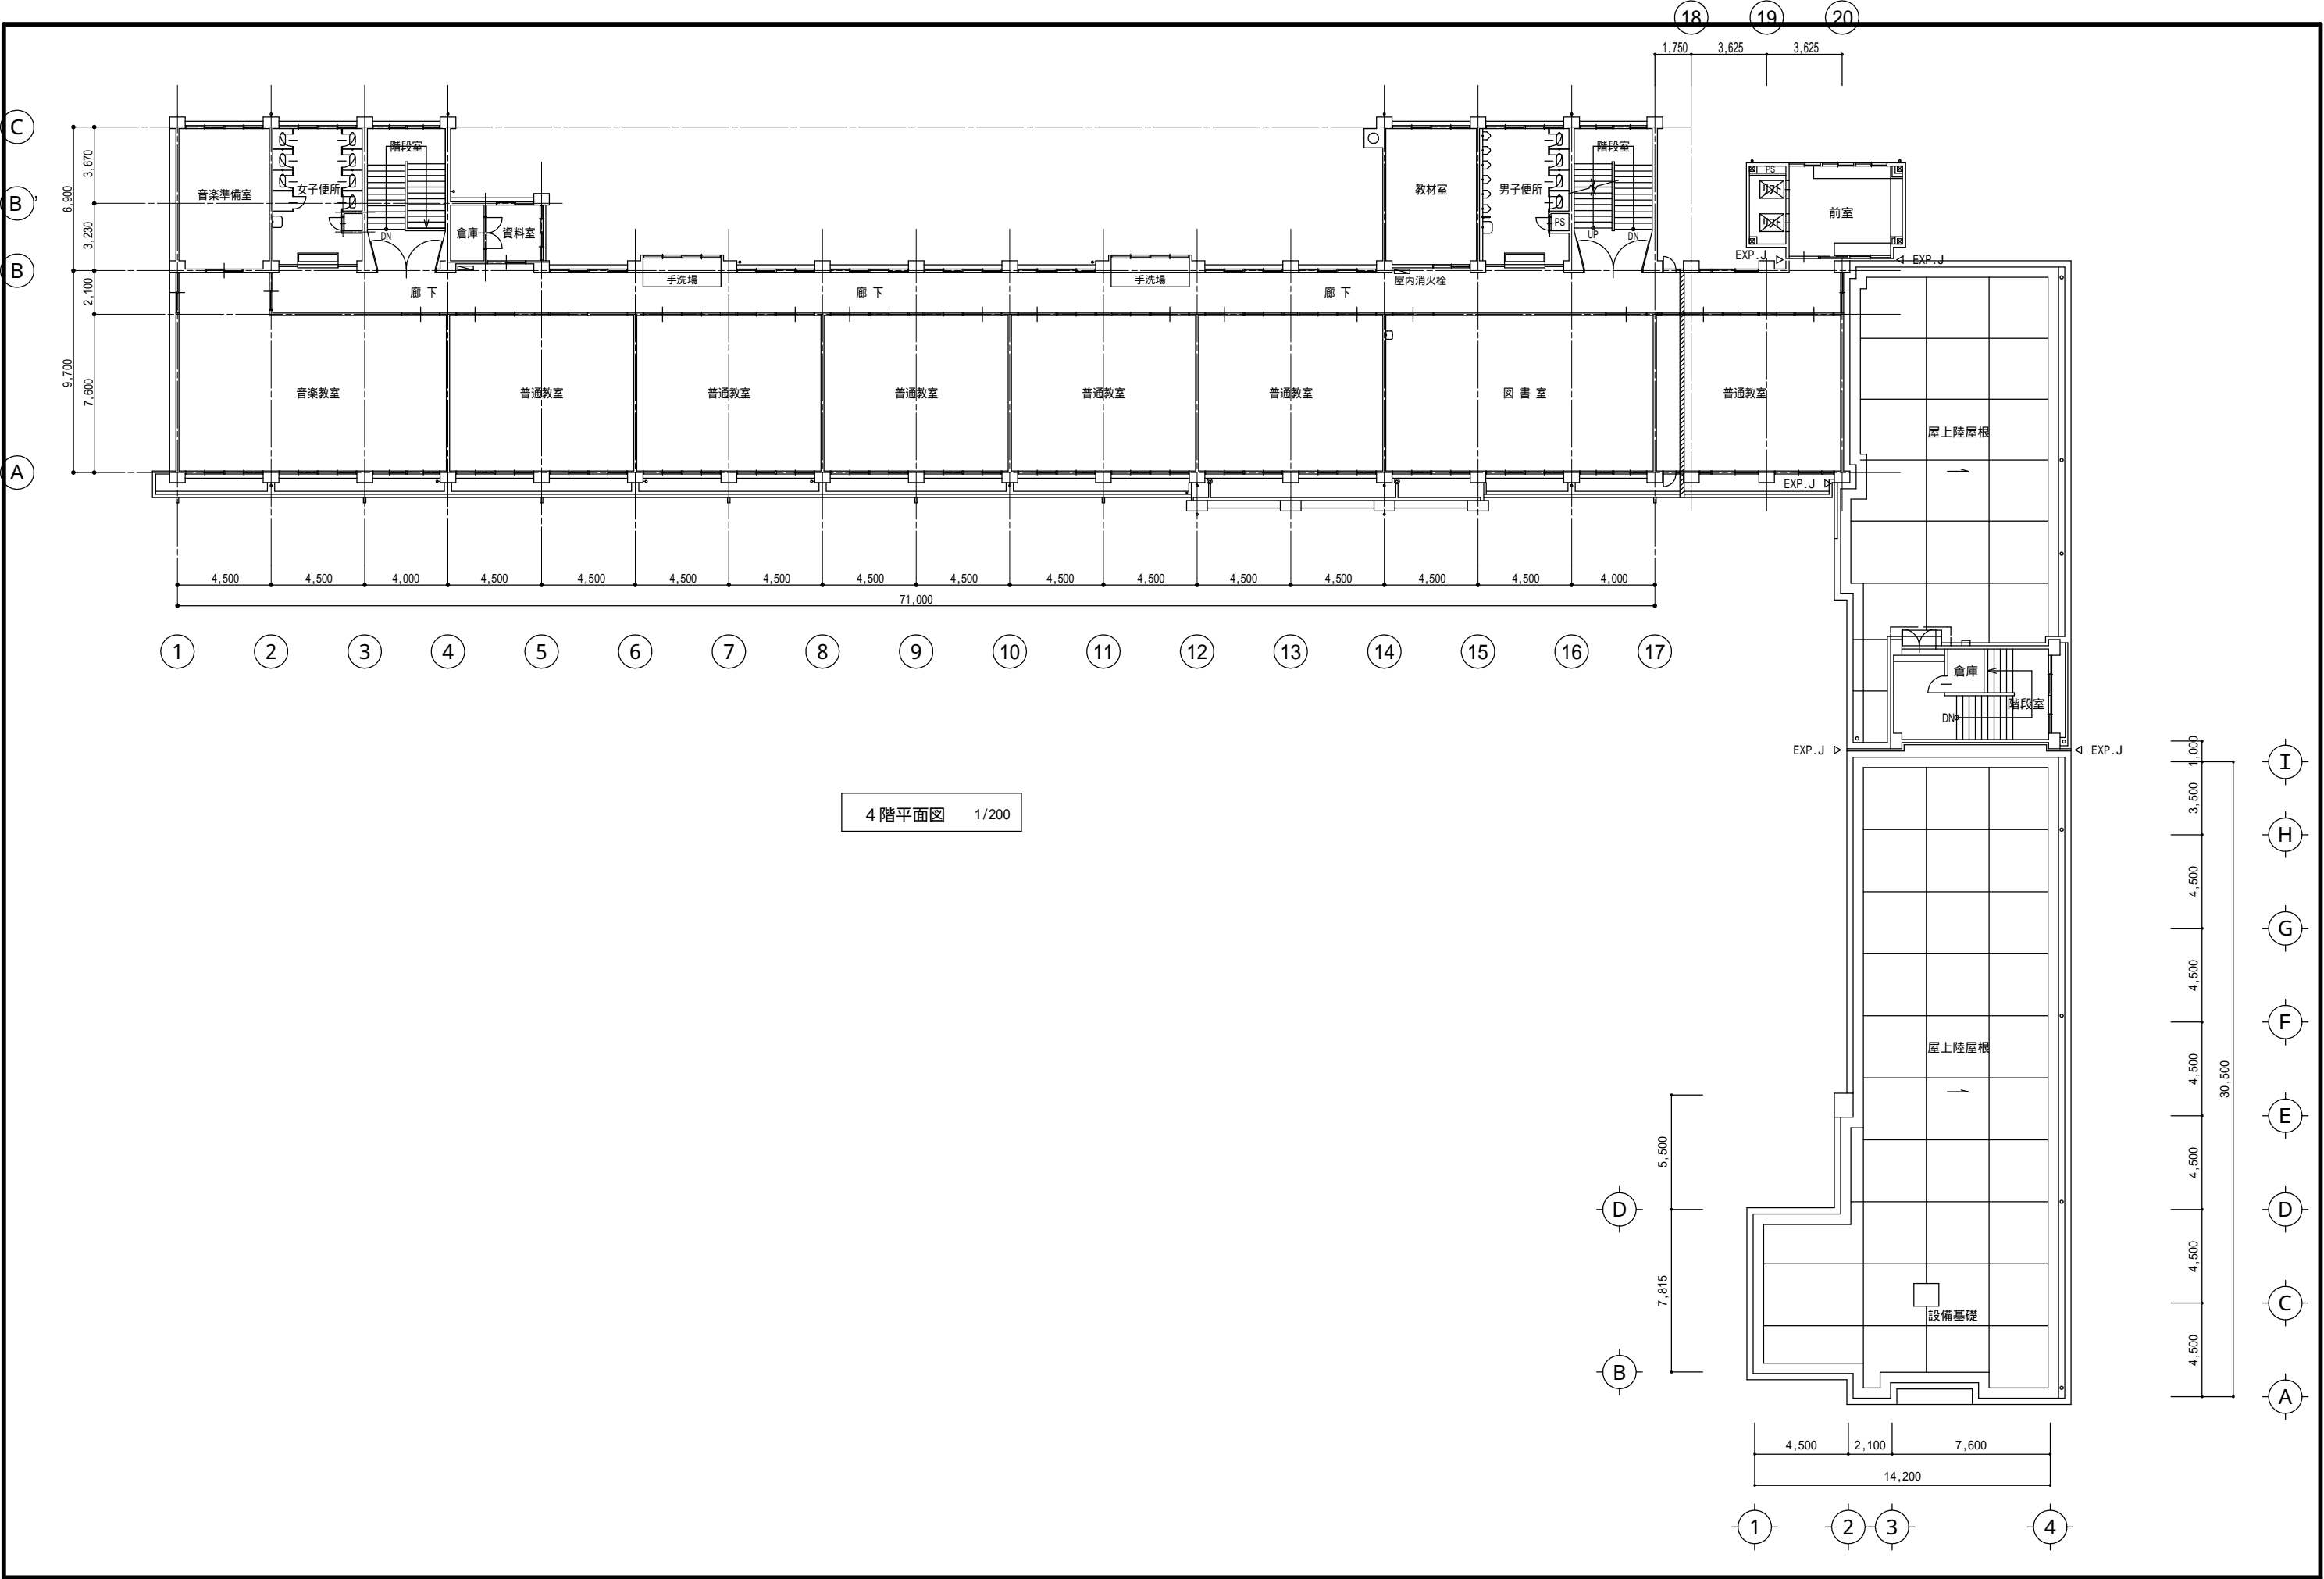 18 19 20
1,750 3,625 3,625
C
B'
B
A
3,670
6,900
3,230
2,100
9,700
7,600
音楽準備室
女子便所
階段室
DN
倉庫
資料室
教材室
男子便所
PS
階段室
UP DN
PS
リフト
リフト
前室
EXP.J
EXP.J
廊 下
手洗場
廊 下
手洗場
廊 下
屋内消火栓
音楽教室
普通教室
普通教室
普通教室
普通教室
普通教室
図 書 室
普通教室
屋上陸屋根
EXP.J
4,500 4,500 4,000 4,500 4,500 4,500 4,500 4,500 4,500 4,500 4,500 4,500 4,500 4,500 4,500 4,000
71,000
1 2 3 4 5 6 7 8 9 10 11 12 13 14 15 16 17
倉庫
階段室
DN
EXP.J
EXP.J
4階平面図 1/200
屋上陸屋根
設備基礎
1,000
3,500
4,500
4,500
4,500
4,500
4,500
4,500
30,500
I
H
G
F
E
D
C
A
5,500
7,815
D
B
4,500 2,100 7,600
14,200
1 2 3 4